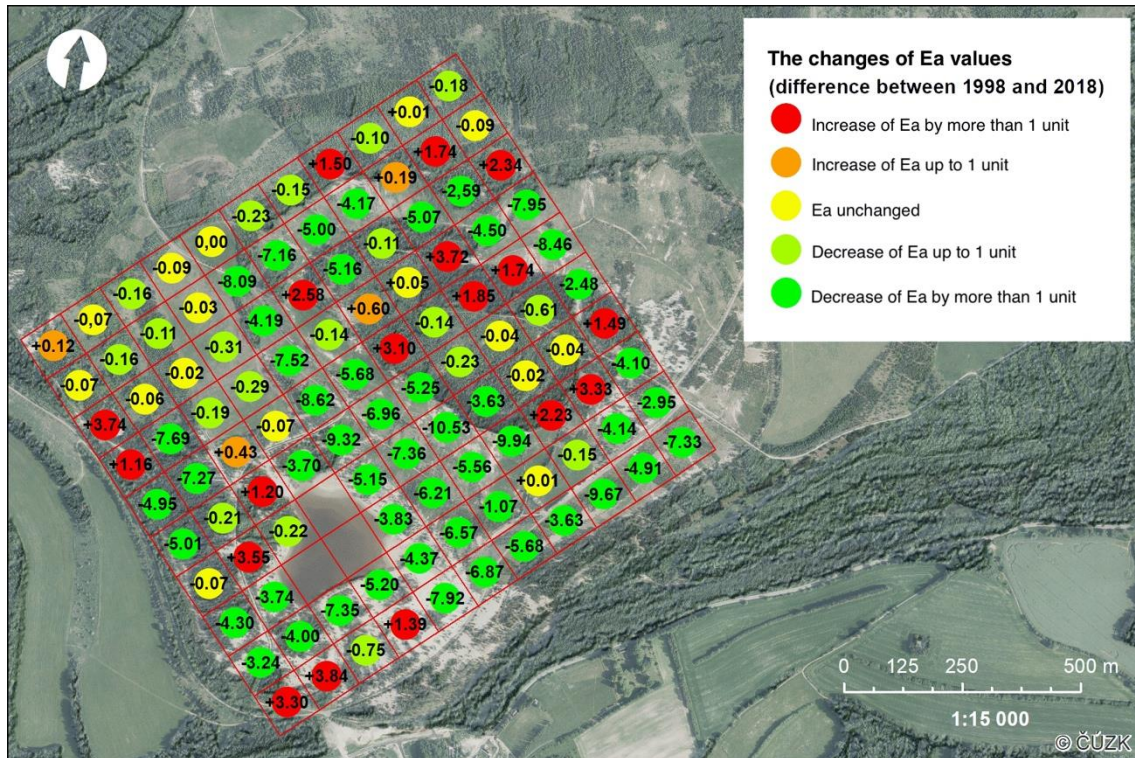 The changes of Ea values
(difference between 1998 and 2018)
Increase of Ea by more than 1 unit
Increase of Ea up to 1 unit
Ea unchanged
Decrease of Ea up to 1 unit
Decrease of Ea by more than 1 unit
+0.12 -0,07 -0.16 -0.09 0,00 -0.23 -0.15 +1.50 -0.10 +0.01 -0.18
-0.07 -0.16 -0.11 -0.03 -8.09 -7.16 -5.00 -4.17 +0.19 +1.74 -0.09
+3.74 -0.06 -0.02 -0.31 -4.19 +2.58 -5.16 -0.11 -5.07 -2,59 +2.34
+1.16 -7.69 -0.19 -0.29 -7.52 -0.14 +0.60 +0.05 +3.72 -4.50 -7.95
-4.95 -7.27 +0.43 -0.07 -8.62 -5.68 +3.10 -0.14 +1.85 +1.74 -8.46
-5.01 -0.21 +1.20 -3.70 -9.32 -6.96 -5.25 -0.23 -0.04 -0.61 -2.48
-0.07 +3.55 -0.22 -5.15 -7.36 -10.53 -3.63 -0.02 -0.04 +1.49
-4.30 -3.74 -3.83 -6.21 -5.56 -9.94 +2.23 +3.33 -4.10
-3.24 -4.00 -7.35 -5.20 -4.37 -6.57 -1.07 +0.01 -0.15 -4.14 -2.95
+3.30 +3.84 -0.75 +1.39 -7.92 -6.87 -5.68 -3.63 -9.67 -4.91 -7.33
0 125 250 500 m
1:15 000
© ČÚZK